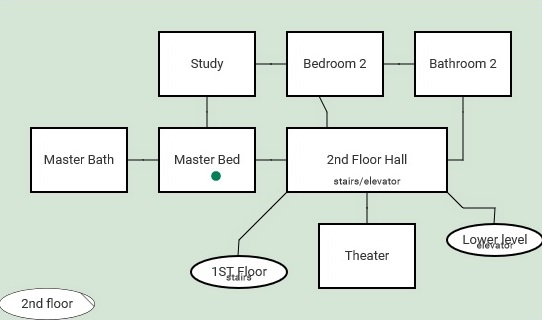 Study
Bedroom 2
Bathroom 2
Master Bath
Master Bed
2nd Floor Hall
stairs/elevator
Theater
1ST Floor
stairs
Lower level
elevator
2nd floor